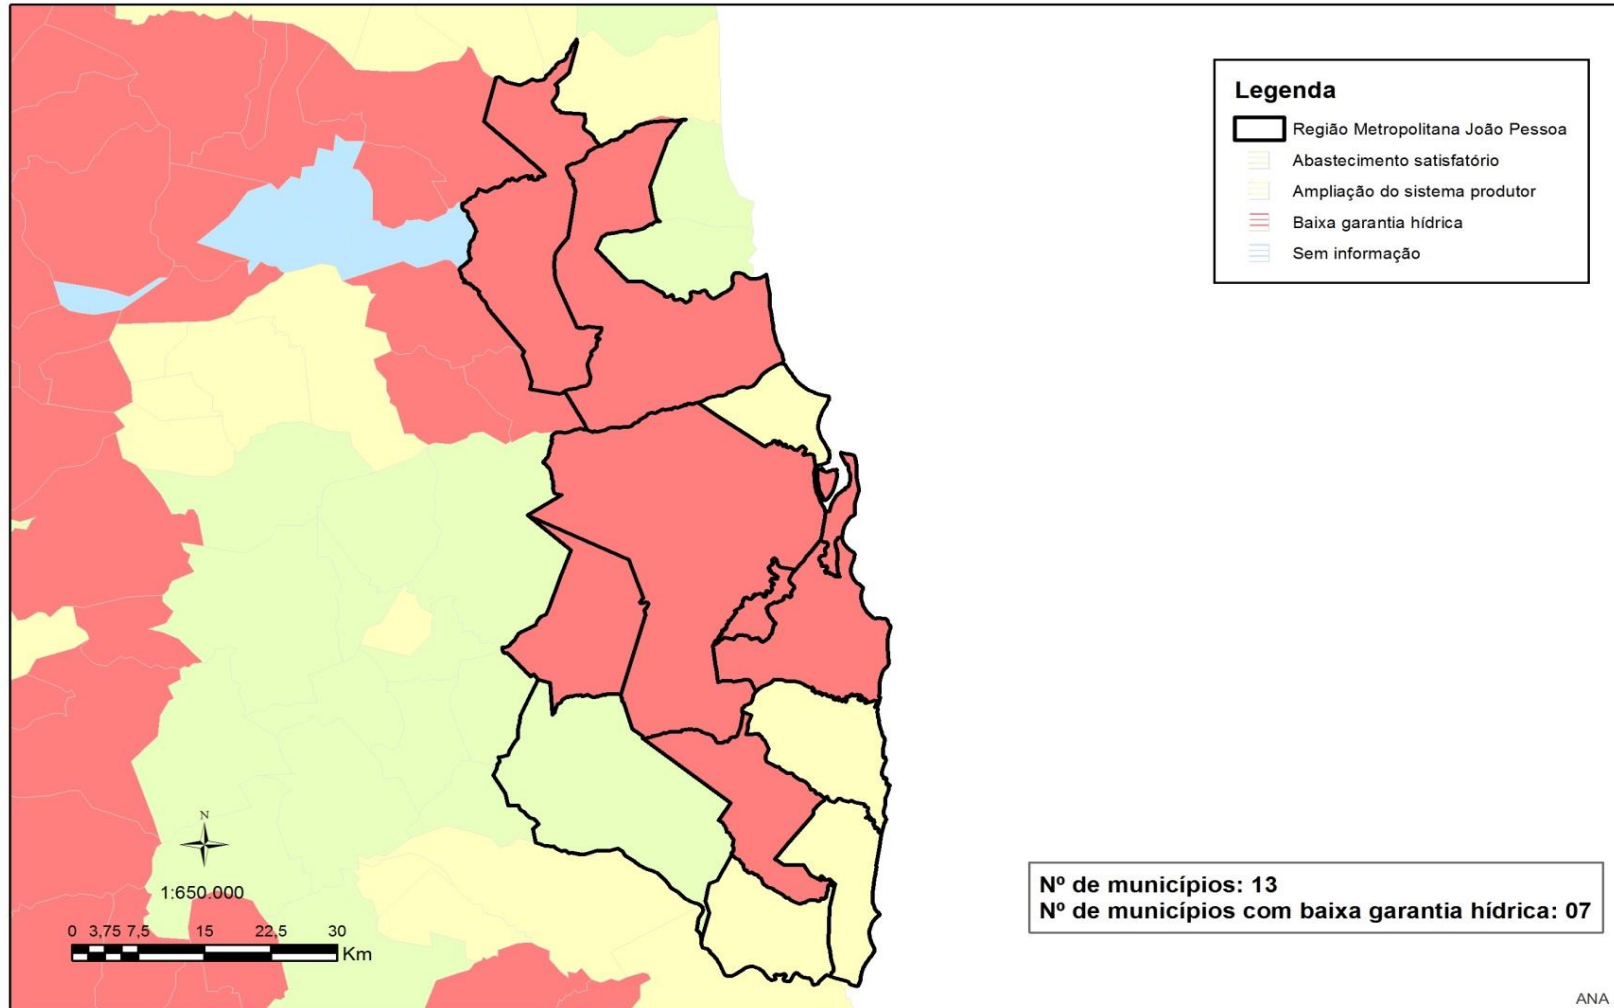 Legenda
Região Metropolitana João Pessoa
Abastecimento satisfatório
Ampliação do sistema produtor
Baixa garantia hídrica
Sem informação
N
1:650.000
0 3,75 7,5 15 22,5 30
Km
Nº de municípios: 13
Nº de municípios com baixa garantia hídrica: 07
ANA